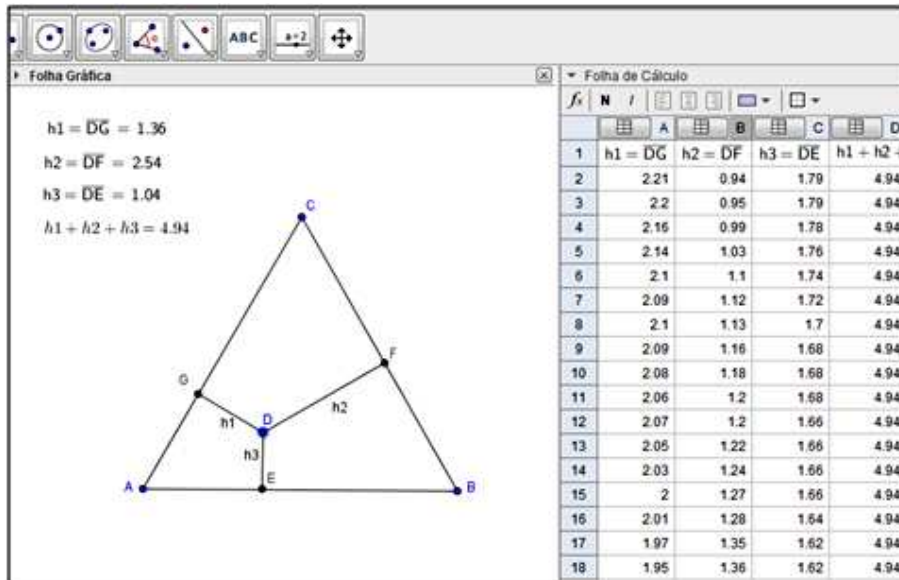 ABC a=2
Folha Gráfica
h1 = DG = 1.36
h2 = DF = 2.54
h3 = DE = 1.04
h1 + h2 + h3 = 4.94
C
G
F
D
h1
h2
h3
A
E
B
Folha de Cálculo
fx N I
A B C D
1 h1 = DG h2 = DF h3 = DE h1 + h2 +
2 2.21 0.94 1.79 4.94
3 2.2 0.95 1.79 4.94
4 2.16 0.99 1.78 4.94
5 2.14 1.03 1.76 4.94
6 2.1 1.1 1.74 4.94
7 2.09 1.12 1.72 4.94
8 2.1 1.13 1.7 4.94
9 2.09 1.16 1.68 4.94
10 2.08 1.18 1.68 4.94
11 2.06 1.2 1.68 4.94
12 2.07 1.2 1.66 4.94
13 2.05 1.22 1.66 4.94
14 2.03 1.24 1.66 4.94
15 2 1.27 1.66 4.94
16 2.01 1.28 1.64 4.94
17 1.97 1.35 1.62 4.94
18 1.95 1.36 1.62 4.94